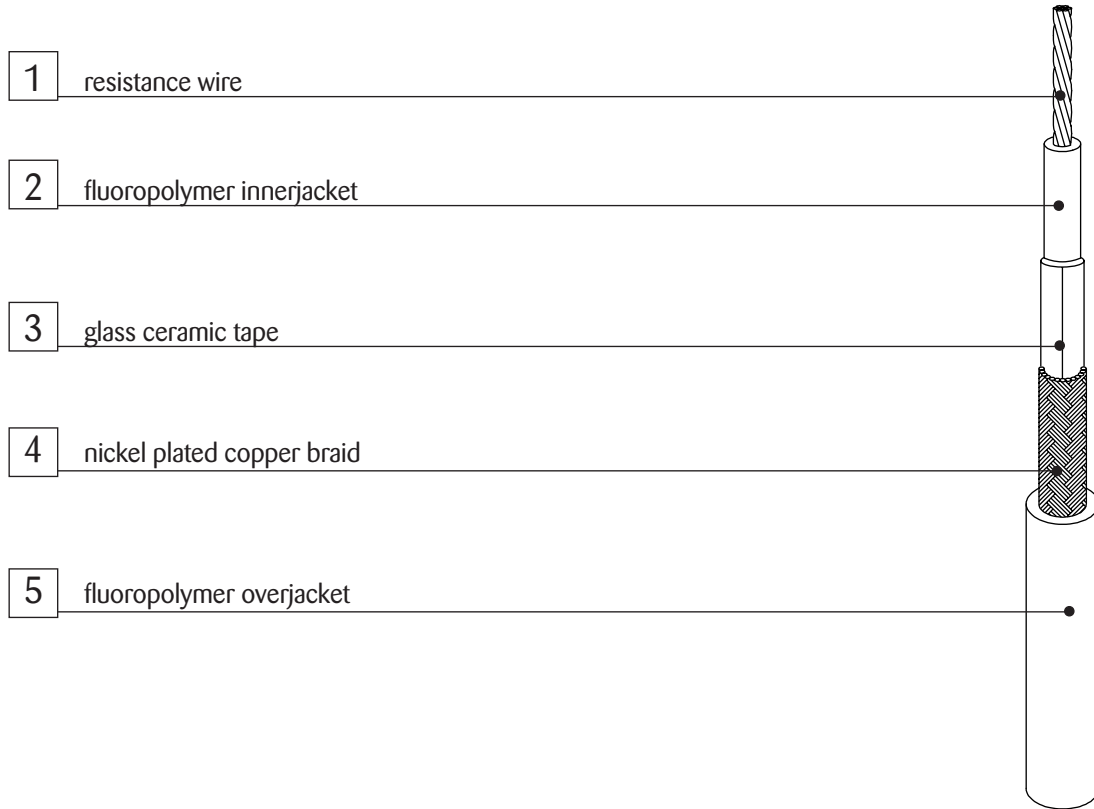 1 resistance wire
2 fluoropolymer innerjacket
3 glass ceramic tape
4 nickel plated copper braid
5 fluoropolymer overjacket